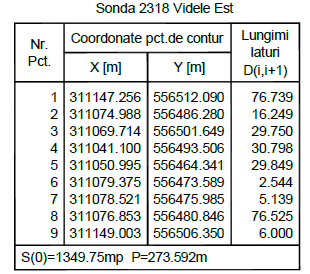 Sonda 2318 Videle Est
Nr. Pct. Coordonate pct.de contur Lungimi laturi D(i,i+1)
X [m] Y [m]
1 311147.256 556512.090 76.739
2 311074.988 556486.280 16.249
3 311069.714 556501.649 29.750
4 311041.100 556493.506 30.798
5 311050.995 556464.341 29.849
6 311079.375 556473.589 2.544
7 311078.521 556475.985 5.139
8 311076.853 556480.846 76.525
9 311149.003 556506.350 6.000
S(0)=1349.75mp P=273.592m